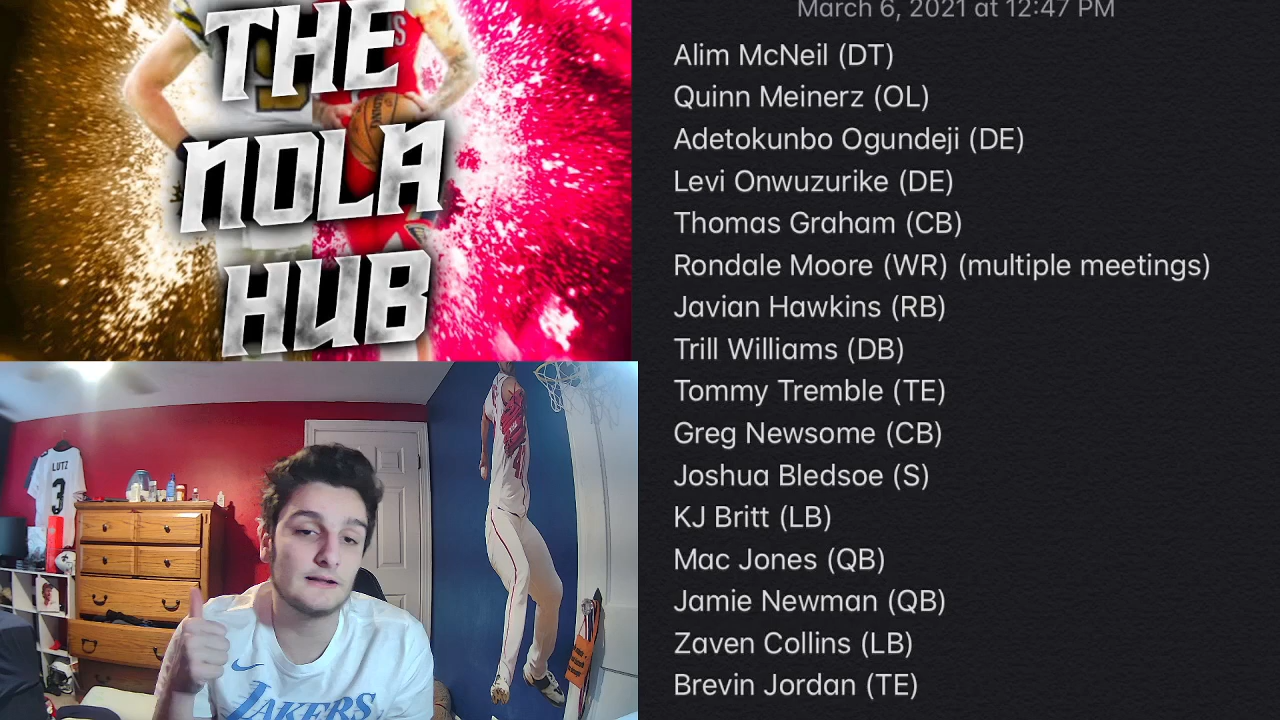 THE
NOLA
HUB
LUTZ
3
LAKERS
March 6, 2021 at 12:47 PM
Alim McNeil (DT)
Quinn Meinerz (OL)
Adetokunbo Ogundeji (DE)
Levi Onwuzurike (DE)
Thomas Graham (CB)
Rondale Moore (WR) (multiple meetings)
Javian Hawkins (RB)
Trill Williams (DB)
Tommy Tremble (TE)
Greg Newsome (CB)
Joshua Bledsoe (S)
KJ Britt (LB)
Mac Jones (QB)
Jamie Newman (QB)
Zaven Collins (LB)
Brevin Jordan (TE)